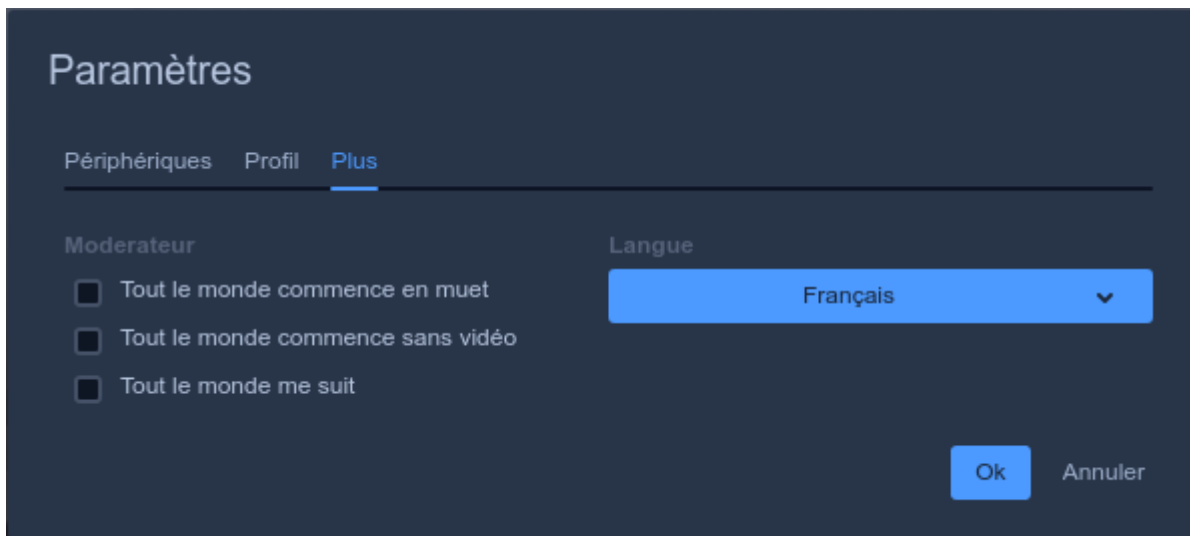 Paramètres
Périphériques Profil Plus
Moderateur
Tout le monde commence en muet
Tout le monde commence sans vidéo
Tout le monde me suit
Langue
Français
Ok Annuler